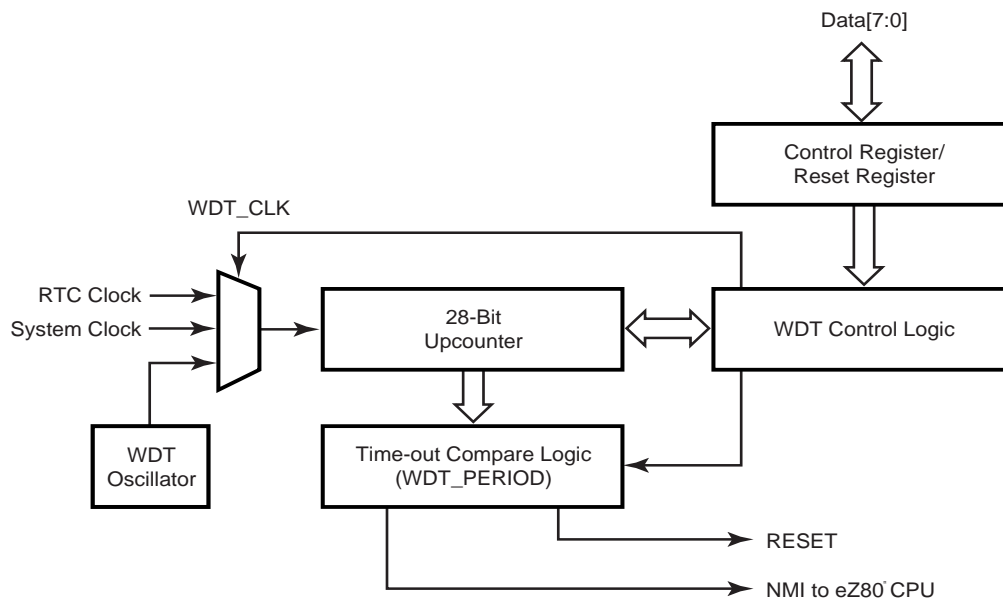 Data[7:0]
Control Register/
Reset Register
WDT_CLK
RTC Clock
System Clock
28-Bit
Upcounter
WDT Control Logic
WDT
Oscillator
Time-out Compare Logic
(WDT_PERIOD)
RESET
NMI to eZ80 CPU